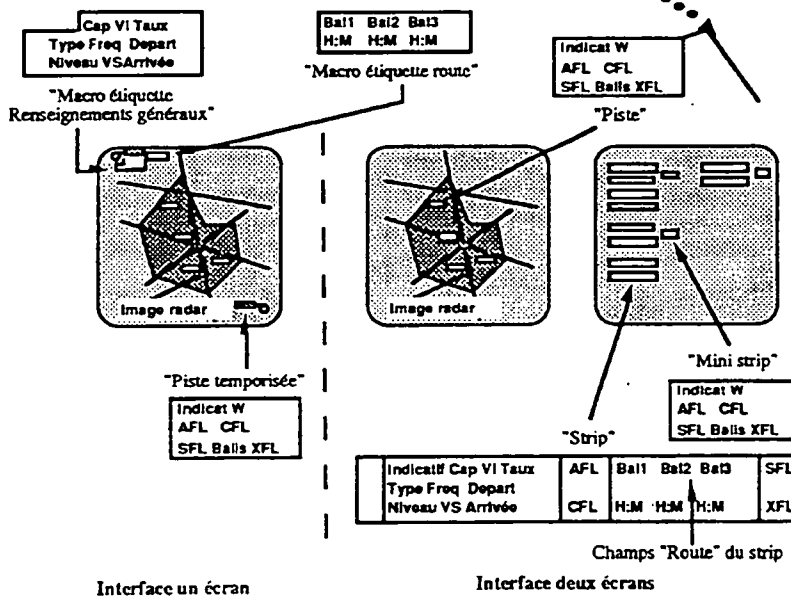 Cap VI Taux
Type Freq Depart
Niveau VSArrivée
"Macro étiquette
Renseignements généraux"
Bal1 Bal2 Bal3
H:M H:M H:M
"Macro étiquette route"
Indicat W
AFL CFL
SFL Balis XFL
"Piste"
Image radar
Image radar
"Piste temporisée"
Indicat W
AFL CFL
SFL Balis XFL
"Mini strip"
Indicat W
AFL CFL
SFL Balis XFL
"Strip"
Indicatif Cap VI Taux AFL Bal1 Bal2 Bal3 SFL
Type Freq Depart
Niveau VS Arrivée CFL H:M H:M H:M XFL
Champs "Route" du strip
Interface un écran
Interface deux écrans